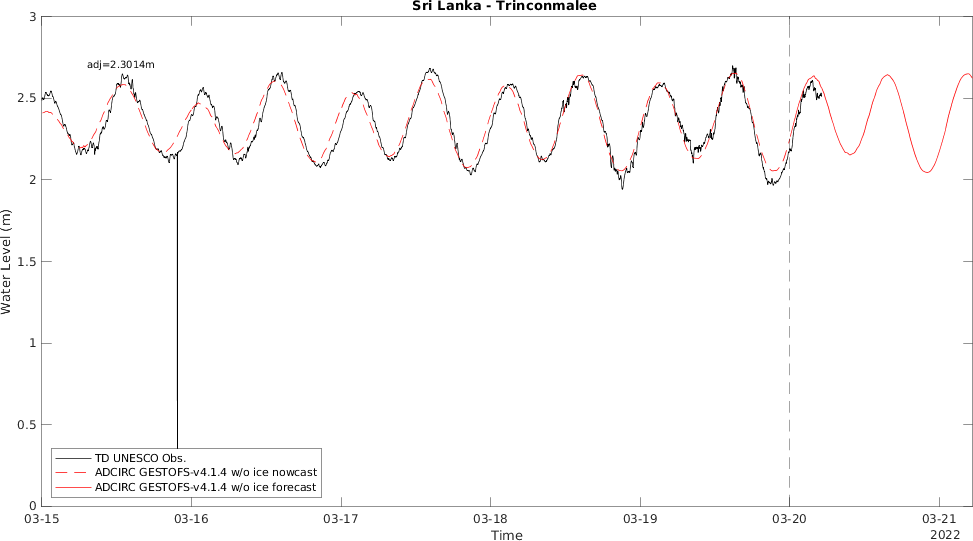 Sri Lanka - Trinconmalee
3
adj=2.3014m
2.5
2
1.5
1
0.5
0
Water Level (m)
TD UNESCO Obs.
ADCIRC GESTOFS-v4.1.4 w/o ice nowcast
ADCIRC GESTOFS-v4.1.4 w/o ice forecast
03-15 03-16 03-17 03-18 03-19 03-20 03-21
Time
2022